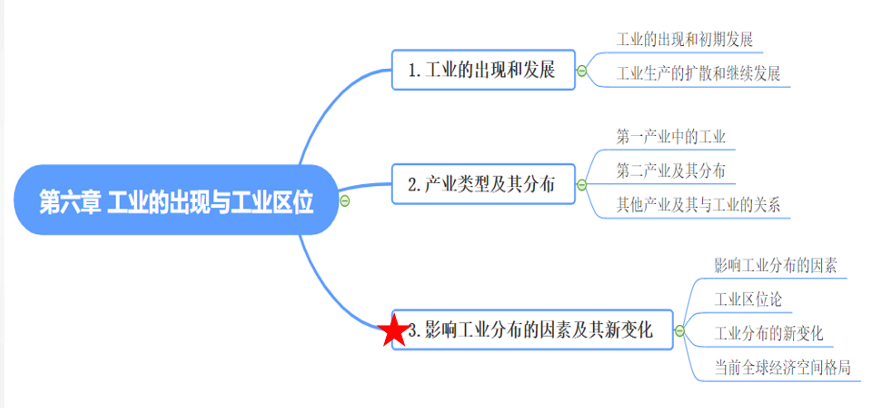 第六章 工业的出现与工业区位
1.工业的出现和发展
工业的出现和初期发展
工业生产的扩散和继续发展
2.产业类型及其分布
第一产业中的工业
第二产业及其分布
其他产业及其与工业的关系
3.影响工业分布的因素及其新变化
影响工业分布的因素
工业区位论
工业分布的新变化
当前全球经济空间格局